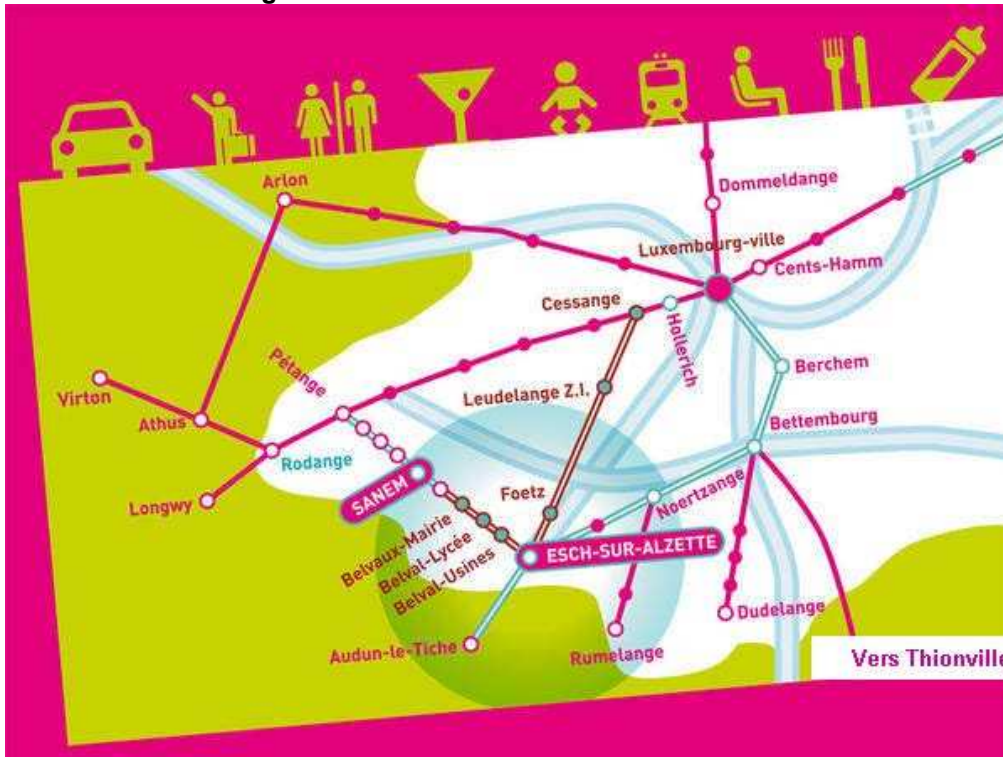 Arlon
Dommeldange
Luxembourg-ville
Cents-Hamm
Cessange
Hollerich
Pétange
Berchem
Virton
Leudelange Z.I.
Athus
Bettembourg
Rodange
SANEM
Longwy
Foetz
Noertzange
Belvaux-Mairie
Belval-Lycée
Belval-Usines
ESCH-SUR-ALZETTE
Dudelange
Audun-le-Tiche
Rumelange
Vers Thionville